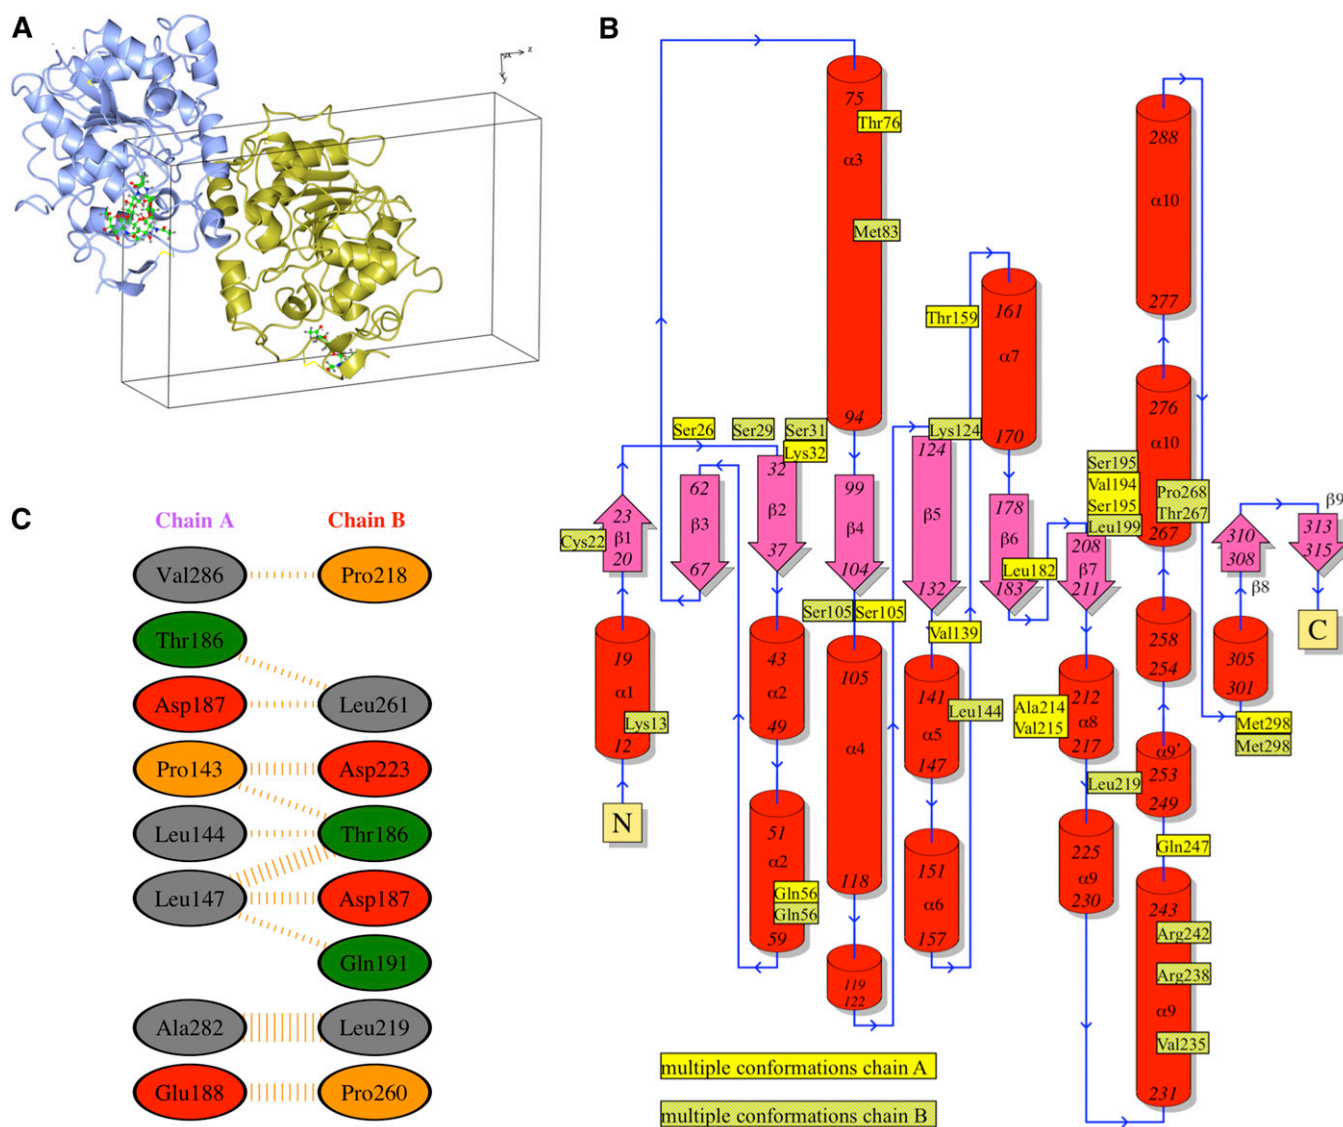 A
z
y
B
75
Thr76
α3
Met83
94
288
α10
277
Thr159
161
α7
170
Ser26
Ser29
Ser31
Lys32
Lys124
23
β1
20
Cys22
62
β3
67
32
β2
37
99
β4
104
124
β5
132
178
β6
183
Leu182
Ser195
Val194
Ser195
Leu199
208
β7
211
276
α10
Pro268
Thr267
267
310
308
β8
β9
313
315
C
Ser105
Ser105
Val139
19
α1
12
Lys13
N
43
α2
49
105
α4
118
141
α5
147
Leu144
Ala214
Val215
212
α8
217
Leu219
258
254
α9'
253
249
305
301
Met298
Met298
51
α2
Gln56
Gln56
59
119
122
151
α6
157
225
α9
230
Gln247
243
Arg242
Arg238
α9
Val235
231
multiple conformations chain A
multiple conformations chain B
C
Chain A Chain B
Val286 Pro218
Thr186
Asp187 Leu261
Pro143 Asp223
Leu144 Thr186
Leu147 Asp187
Gln191
Ala282 Leu219
Glu188 Pro260